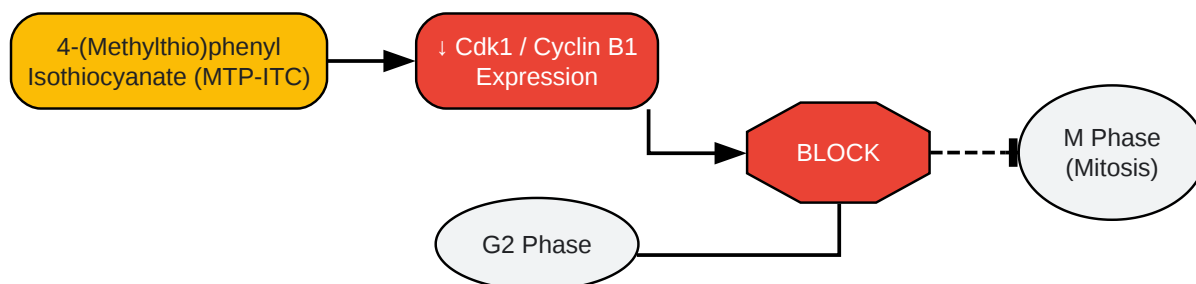 4-(Methylthio)phenyl
Isothiocyanate (MTP-ITC)
↓ Cdk1 / Cyclin B1
Expression
BLOCK
M Phase
(Mitosis)
G2 Phase